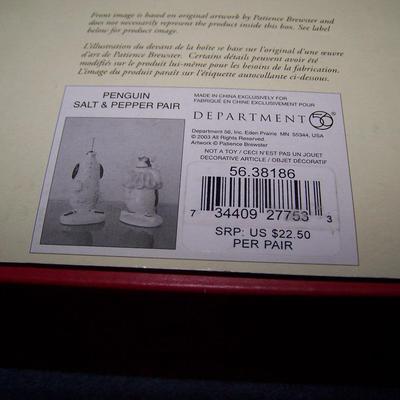 Front image is based on original artwork by Patience Brewster and
does not necessarily represent the product inside this box. See label
below for product image.
L'illustration du devans de la boîte se base sur l'original d'une œuvre
d'art de Patience Brewster. Certains détails peuvent avoir été
modifiés sur le produit lui-même pour les besoins de la fabrication.
L'image du produit paraît sur l'étiquette autocollante ci-dessous.
PENGUIN
SALT & PEPPER PAIR
MADE IN CHINA EXCLUSIVELY FOR
FABRIQUÉ EN CHINE EXCLUSIVEMENT POUR
DEPARTMENT 56
Department 56, Inc. Eden Prairie MN 55344, USA
© 2003 All Rights Reserved
Artwork © Patience Brewster
NOT A TOY / CECI N'EST PAS UN JOUET
DECORATIVE ARTICLE / OBJET DÉCORATIF
56.38186
7 34409 27753 3
SRP: US $22.50
PER PAIR